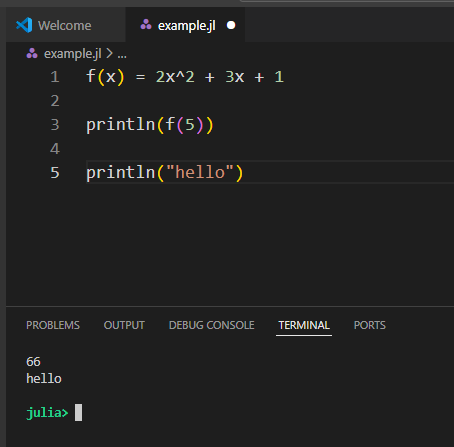 Welcome example.jl
example.jl > ...
1 f(x) = 2x^2 + 3x + 1
2
3 println(f(5))
4
5 println("hello")
PROBLEMS OUTPUT DEBUG CONSOLE TERMINAL PORTS
66
hello
julia>